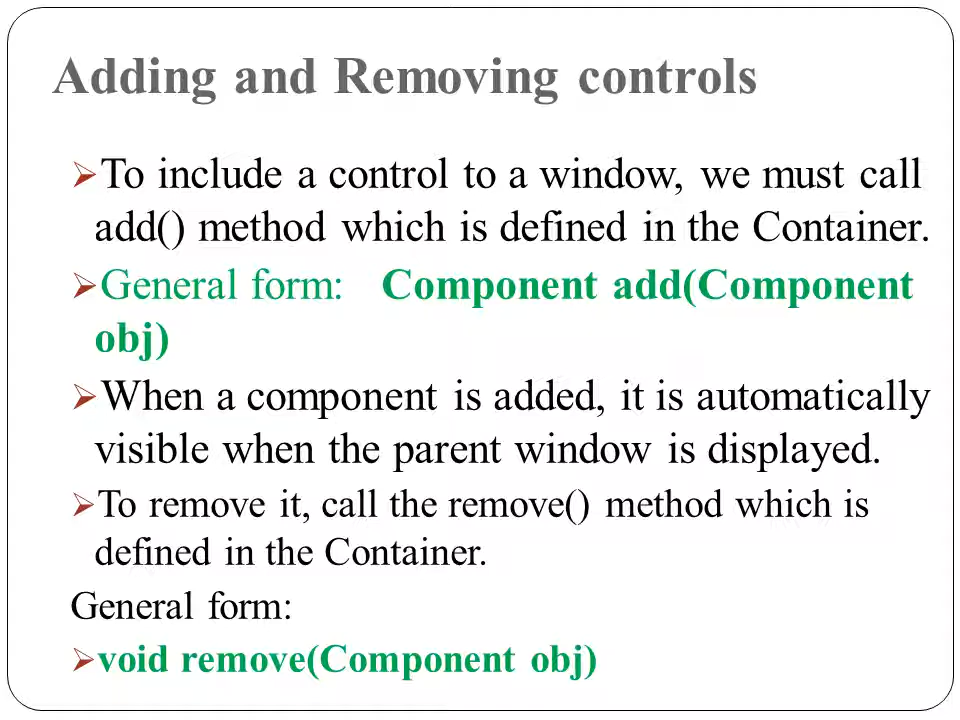 Adding and Removing controls
➢To include a control to a window, we must call
add() method which is defined in the Container.
➢General form: Component add(Component
obj)
➢When a component is added, it is automatically
visible when the parent window is displayed.
➢To remove it, call the remove() method which is
defined in the Container.
General form:
➢void remove(Component obj)